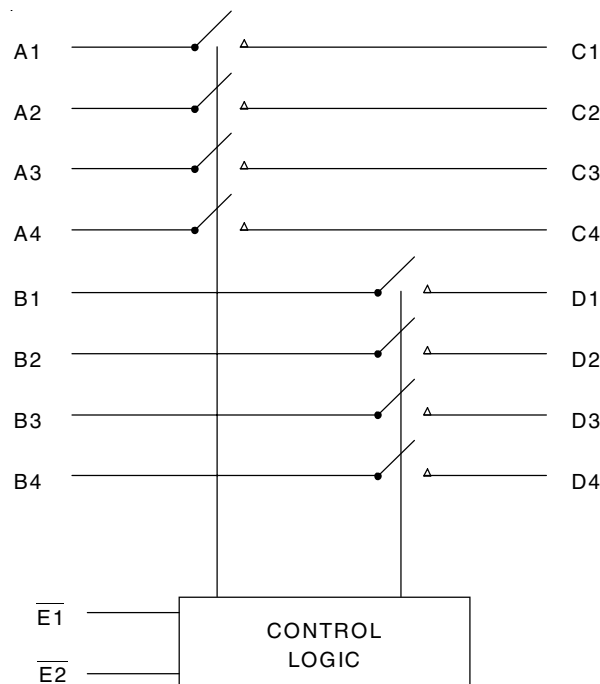 A1 C1
A2 C2
A3 C3
A4 C4
B1 D1
B2 D2
B3 D3
B4 D4
E1
CONTROL
LOGIC
E2